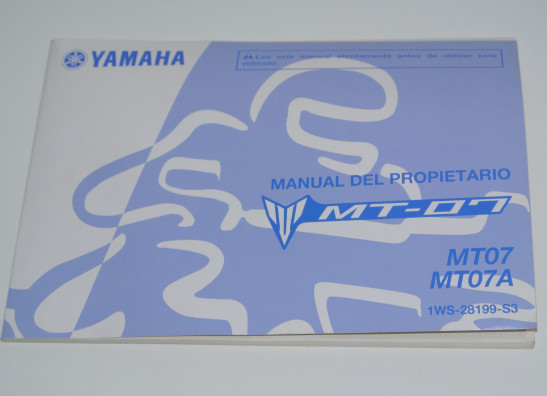 YAMAHA
Lea este manual atentamente antes de utilizar este
vehículo.
MANUAL DEL PROPIETARIO
MT-07
MT07
MT07A
1WS-28199-S3